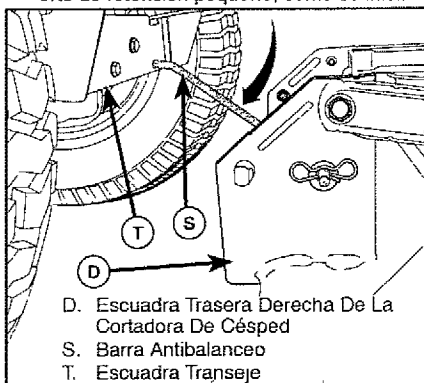 T
S
D
D. Escuadra Trasera Derecha De La
Cortadora De Césped
S. Barra Antibalanceo
T. Escuadra Transeje